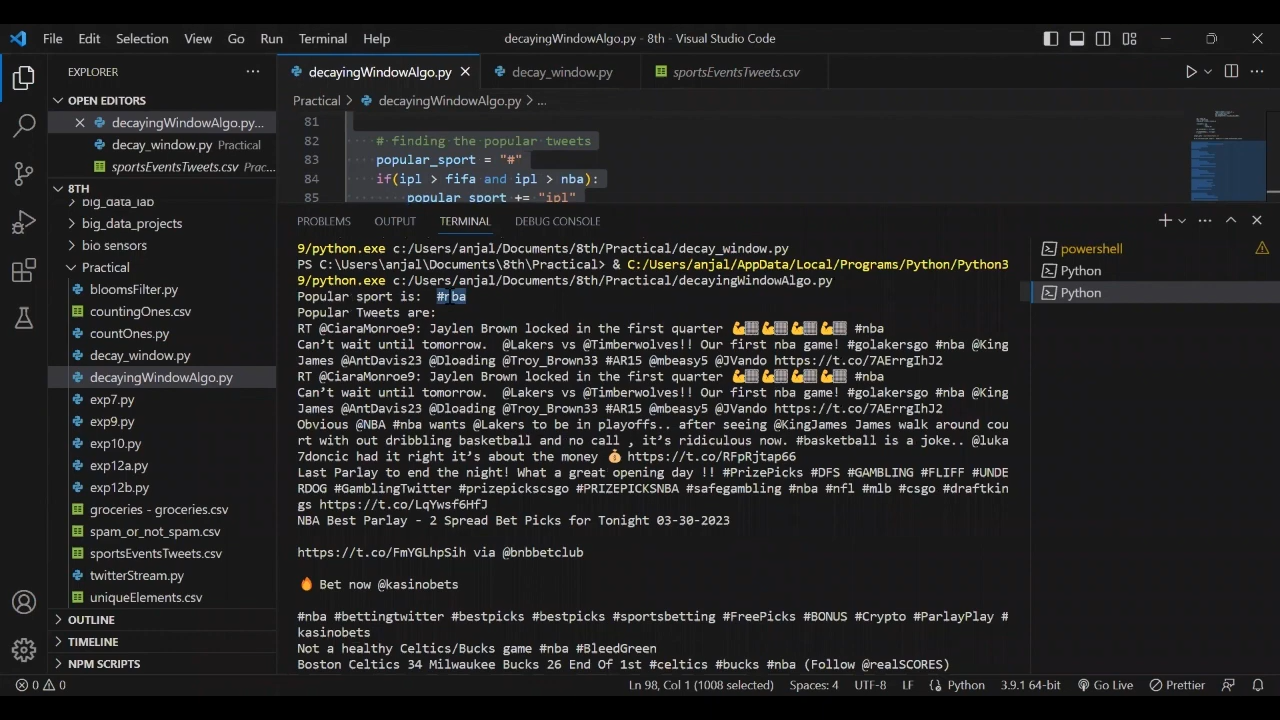 File Edit Selection View Go Run Terminal Help decayingWindowAlgo.py - 8th - Visual Studio Code
EXPLORER
OPEN EDITORS
decayingWindowAlgo.py...
decay_window.py Practical
sportsEventsTweets.csv Prac...
8TH
big_data_lab
big_data_projects
bio sensors
Practical
bloomsFilter.py
countingOnes.csv
countOnes.py
decay_window.py
decayingWindowAlgo.py
exp7.py
exp9.py
exp10.py
exp12a.py
exp12b.py
groceries - groceries.csv
spam_or_not_spam.csv
sportsEventsTweets.csv
twitterStream.py
uniqueElements.csv
OUTLINE
TIMELINE
NPM SCRIPTS
decayingWindowAlgo.py decay_window.py sportsEventsTweets.csv
Practical > decayingWindowAlgo.py > ...
81
82 # finding the popular tweets
83 popular_sport = "#"
84 if(ipl > fifa and ipl > nba):
85 popular_sport += "ipl"
PROBLEMS OUTPUT TERMINAL DEBUG CONSOLE
9/python.exe c:/Users/anjal/Documents/8th/Practical/decay_window.py
PS C:\Users\anjal\Documents\8th\Practical> & C:/Users/anjal/AppData/Local/Programs/Python/Python3
9/python.exe c:/Users/anjal/Documents/8th/Practical/decayingWindowAlgo.py
Popular sport is: #nba
Popular Tweets are:
RT @CiaraMonroe9: Jaylen Brown locked in the first quarter 💪💪💪💪 #nba
Can’t wait until tomorrow. @Lakers vs @Timberwolves!! Our first nba game! #golakersgo #nba @King
James @AntDavis23 @Dloading @Troy_Brown33 #AR15 @mbeasy5 @JVando https://t.co/7AErrgIhJ2
RT @CiaraMonroe9: Jaylen Brown locked in the first quarter 💪💪💪💪 #nba
Can’t wait until tomorrow. @Lakers vs @Timberwolves!! Our first nba game! #golakersgo #nba @King
James @AntDavis23 @Dloading @Troy_Brown33 #AR15 @mbeasy5 @JVando https://t.co/7AErrgIhJ2
Obvious @NBA #nba wants @Lakers to be in playoffs.. after seeing @KingJames James walk around cou
rt with out dribbling basketball and no call , it’s ridiculous now. #basketball is a joke.. @luka
7doncic had it right it’s about the money 💰 https://t.co/RFpRjtap66
Last Parlay to end the night! What a great opening day !! #PrizePicks #DFS #GAMBLING #FLIFF #UNDE
RDOG #GamblingTwitter #prizepickscsgo #PRIZEPICKSNBA #safegambling #nba #nfl #mlb #csgo #draftkin
gs https://t.co/LqYwsf6HfJ
NBA Best Parlay - 2 Spread Bet Picks for Tonight 03-30-2023
https://t.co/FmYGLhpSih via @bnbbetclub
🔥 Bet now @kasinobets
#nba #bettingtwitter #bestpicks #bestpicks #sportsbetting #FreePicks #BONUS #Crypto #ParlayPlay #
kasinobets
Not a healthy Celtics/Bucks game #nba #BleedGreen
Boston Celtics 34 Milwaukee Bucks 26 End Of 1st #celtics #bucks #nba (Follow @realSCORES)
powershell
Python
Python
0 0 Ln 98, Col 1 (1008 selected) Spaces: 4 UTF-8 LF Python 3.9.1 64-bit Go Live Prettier